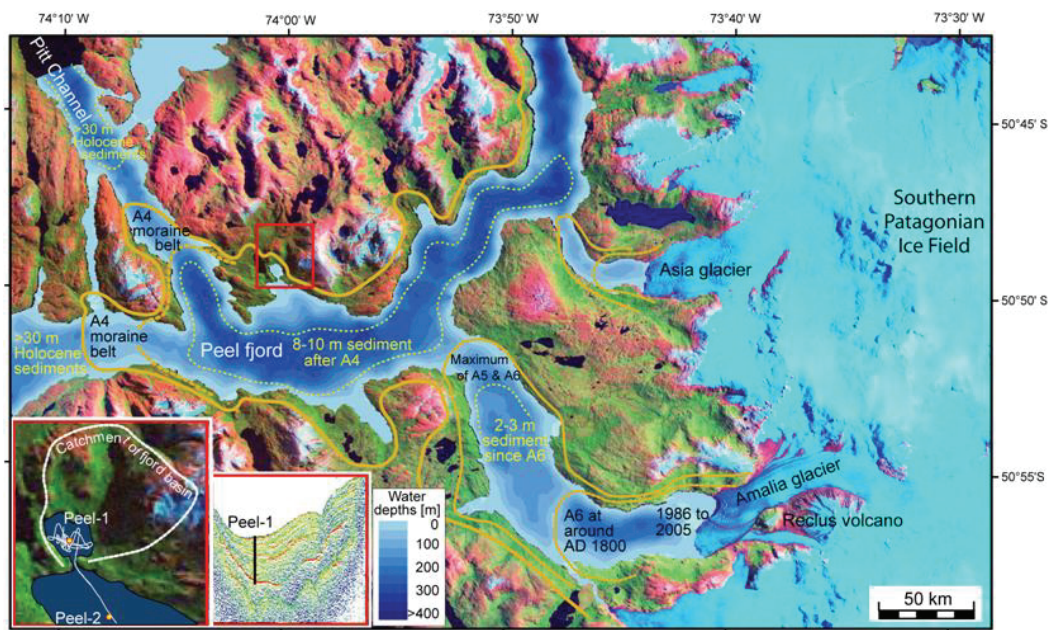 74°10' W
74°00' W
73°50' W
73°40' W
73°30' W
Pitt Channel
>30 m
Holocene
sediments
50°45' S
A4
moraine
belt
Southern
Patagonian
Ice Field
Asia glacier
50°50' S
A4
moraine
belt
>30 m
Holocene
sediments
Peel fjord
8-10 m sediment
after A4
Maximum
of A5 & A6
2-3 m
sediment
since A6
50°55' S
Amalia glacier
Reclus volcano
A6 at
around
AD 1800
1986 to
2005
Catchment of fjord basin
Peel-1
Peel-2
Peel-1
Water
depths [m]
0
100
200
300
>400
50 km